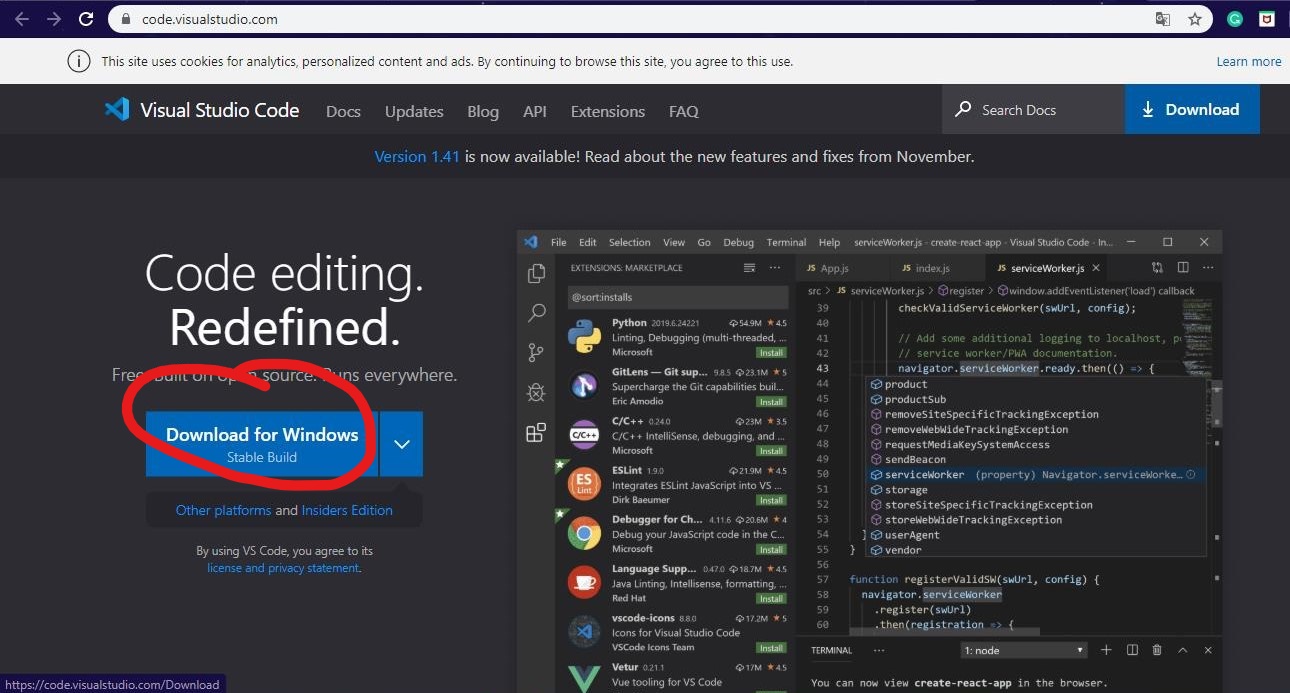 code.visualstudio.com
This site uses cookies for analytics, personalized content and ads. By continuing to browse this site, you agree to this use.
Learn more
Visual Studio Code
Docs
Updates
Blog
API
Extensions
FAQ
Search Docs
Download
Version 1.41 is now available! Read about the new features and fixes from November.
Code editing.
Redefined.
Free. Built on open source. Runs everywhere.
Download for Windows
Stable Build
Other platforms and Insiders Edition
By using VS Code, you agree to its
license and privacy statement.
File Edit Selection View Go Debug Terminal Help serviceWorker.js - create-react-app - Visual Studio Code - In...
EXTENSIONS: MARKETPLACE
@sort:installs
Python 2019.6.24221 54.9M ★ 4.5
Linting, Debugging (multi-threaded, ...
Microsoft Install
GitLens — Git sup... 9.8.5 23.1M ★ 5
Supercharge the Git capabilities buil...
Eric Amodio Install
C/C++
C/C++ 0.24.0 23M ★ 3.5
C/C++ IntelliSense, debugging, and ...
Microsoft Install
ES
Lint
ESLint 1.9.0 21.9M ★ 4.5
Integrates ESLint JavaScript into VS ...
Dirk Baeumer Install
Debugger for Ch... 4.11.6 20.6M ★ 4
Debug your JavaScript code in the C...
Microsoft Install
Language Supp... 0.47.0 18.7M ★ 4.5
Java Linting, Intellisense, formatting, ...
Red Hat Install
vscode-icons 8.8.0 17.2M ★ 5
Icons for Visual Studio Code
VSCode Icons Team Install
Vetur 0.21.1 17M ★ 4.5
Vue tooling for VS Code
JS App.js
JS index.js
JS serviceWorker.js
src > JS serviceWorker.js > register > window.addEventListener('load') callback
39 checkValidServiceWorker(swUrl, config);
40
41 // Add some additional logging to localhost, p
42 // service worker/PWA documentation.
43 navigator.serviceWorker.ready.then(() => {
44 product
45 productSub
46 removeSiteSpecificTrackingException
47 removeWebWideTrackingException
48 requestMediaKeySystemAccess
49 sendBeacon
50 serviceWorker (property) Navigator.serviceWorke...
51 storage
52 storeSiteSpecificTrackingException
53 storeWebWideTrackingException
54 } userAgent
55 } vendor
56
57 function registerValidSW(swUrl, config) {
58 navigator.serviceWorker
59 .register(swUrl)
60 .then(registration => {
TERMINAL ... 1: node
You can now view create-react-app in the browser.
https://code.visualstudio.com/Download